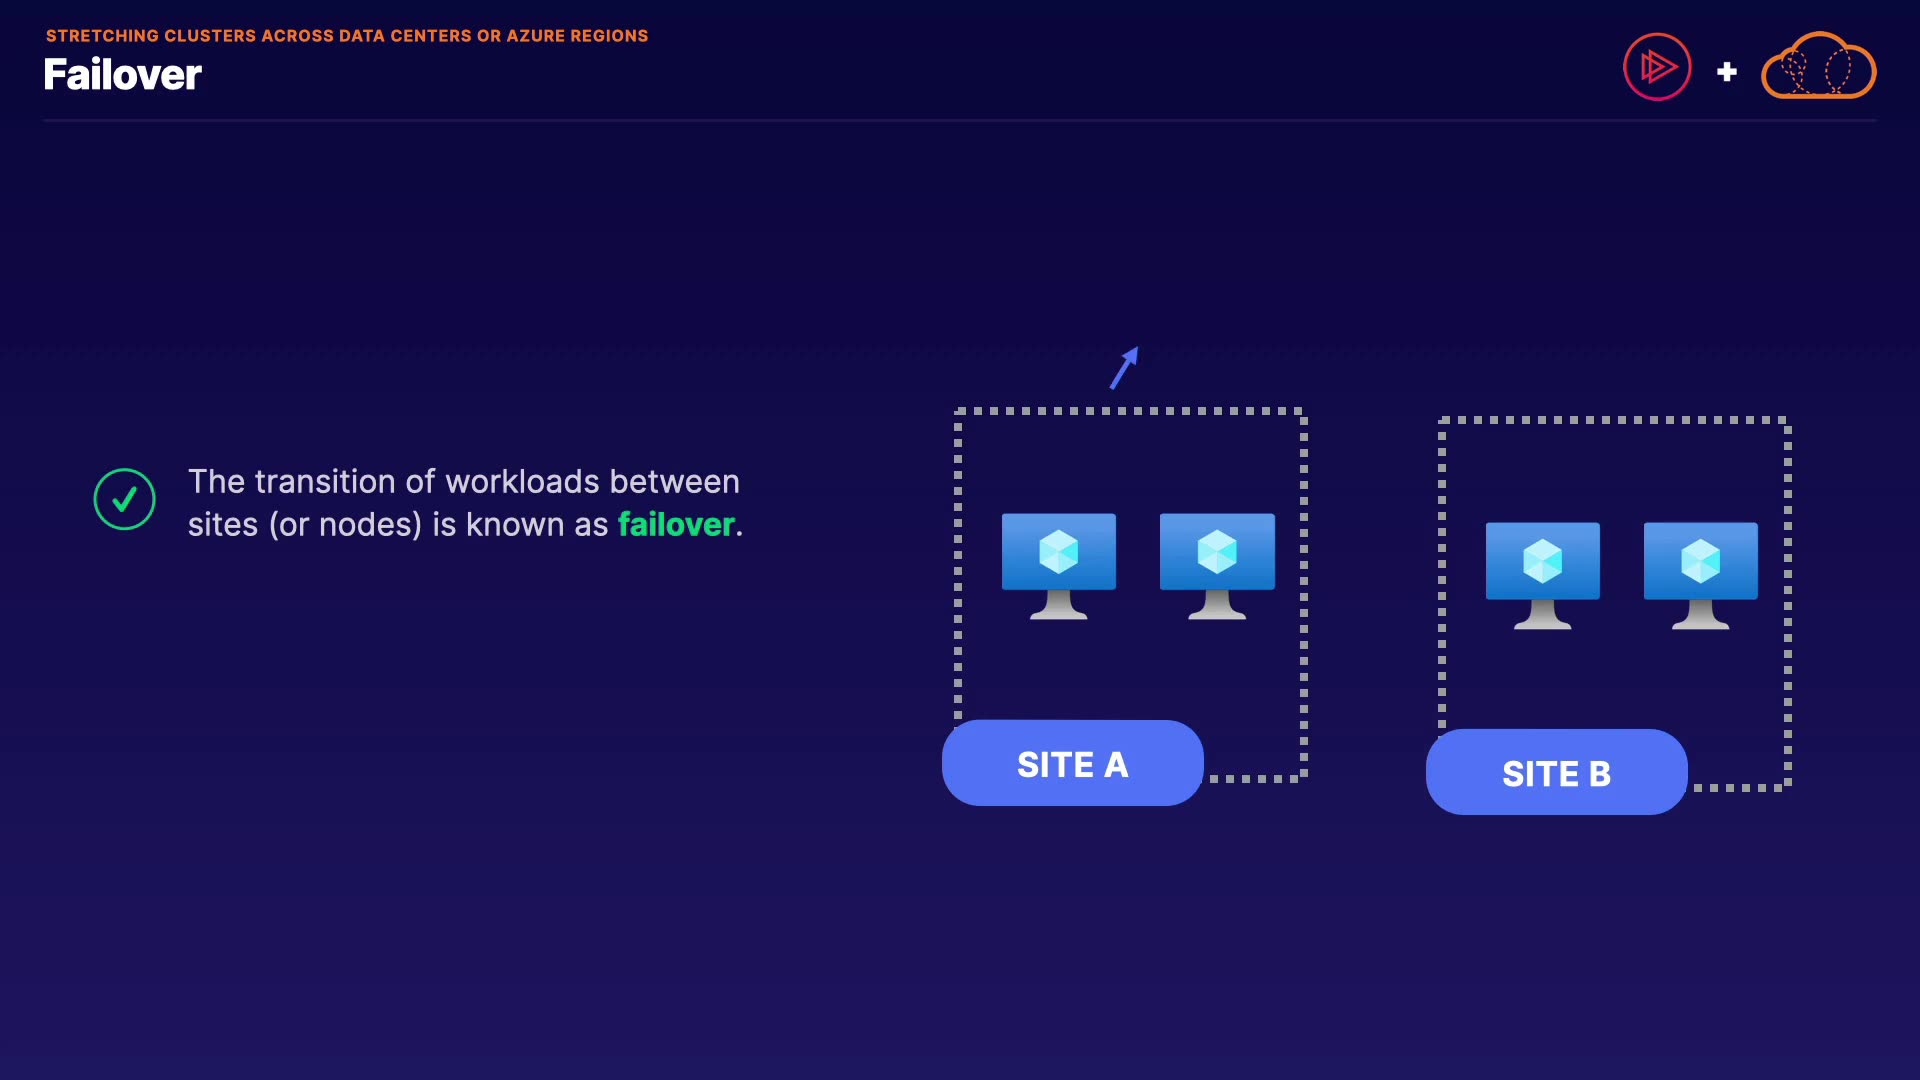 STRETCHING CLUSTERS ACROSS DATA CENTERS OR AZURE REGIONS
Failover
The transition of workloads between
sites (or nodes) is known as failover.
SITE A
SITE B